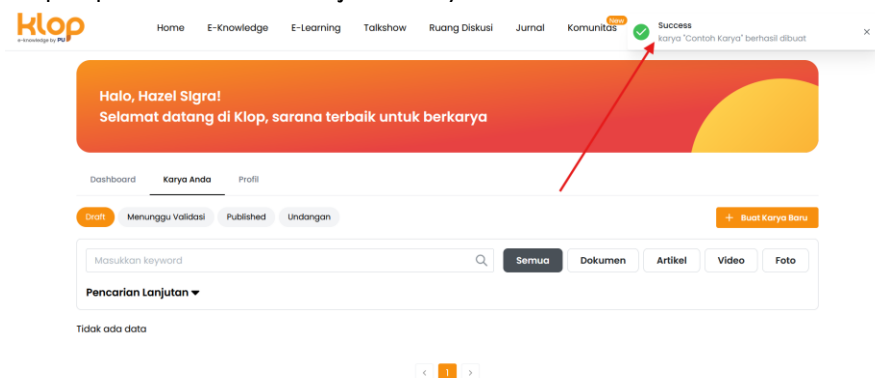 klop
e-knowledge by PU
Home E-Knowledge E-Learning Talkshow Ruang Diskusi Jurnal Komunitas New
Success
karya "Contoh Karya" berhasil dibuat
Halo, Hazel SIgra!
Selamat datang di Klop, sarana terbaik untuk berkarya
Dashboard Karya Anda Profil
Draft Menunggu Validasi Published Undangan + Buat Karya Baru
Masukkan keyword Semua Dokumen Artikel Video Foto
Pencarian Lanjutan
Tidak ada data
< 1 >